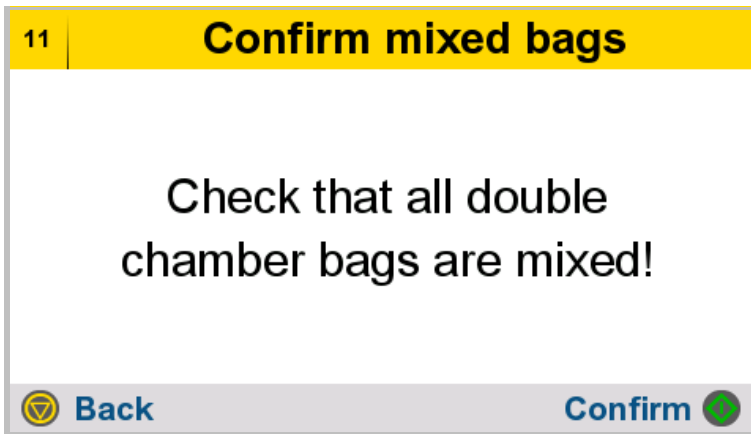 11
Confirm mixed bags
Check that all double
chamber bags are mixed!
Back
Confirm